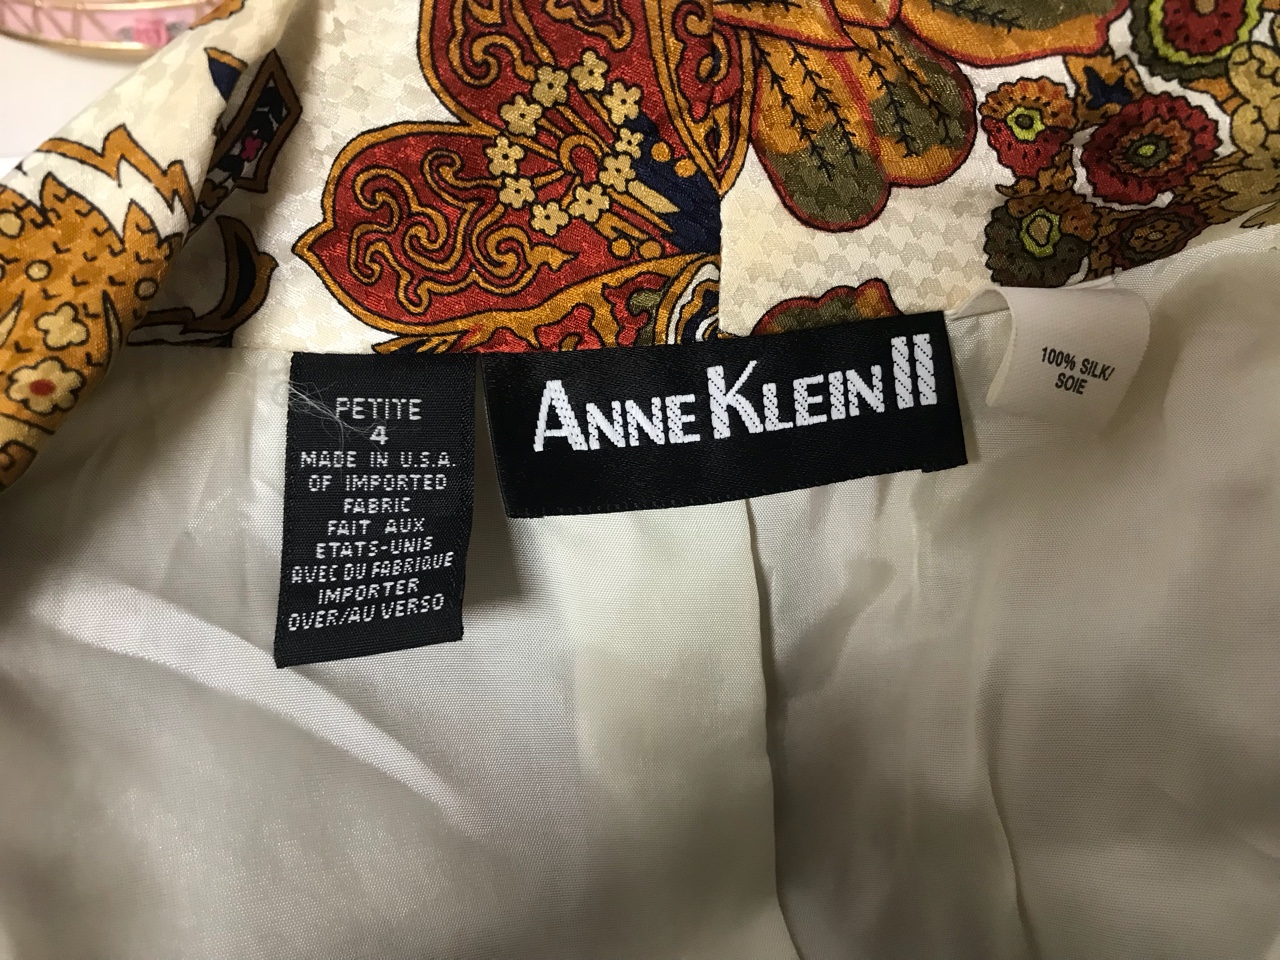 PETITE
4
MADE IN U.S.A.
OF IMPORTED
FABRIC
FAIT AUX
ETATS-UNIS
AVEC DU FABRIQUE
IMPORTER
OVER/AU VERSO
ANNE KLEIN II
100% SILK/
SOIE